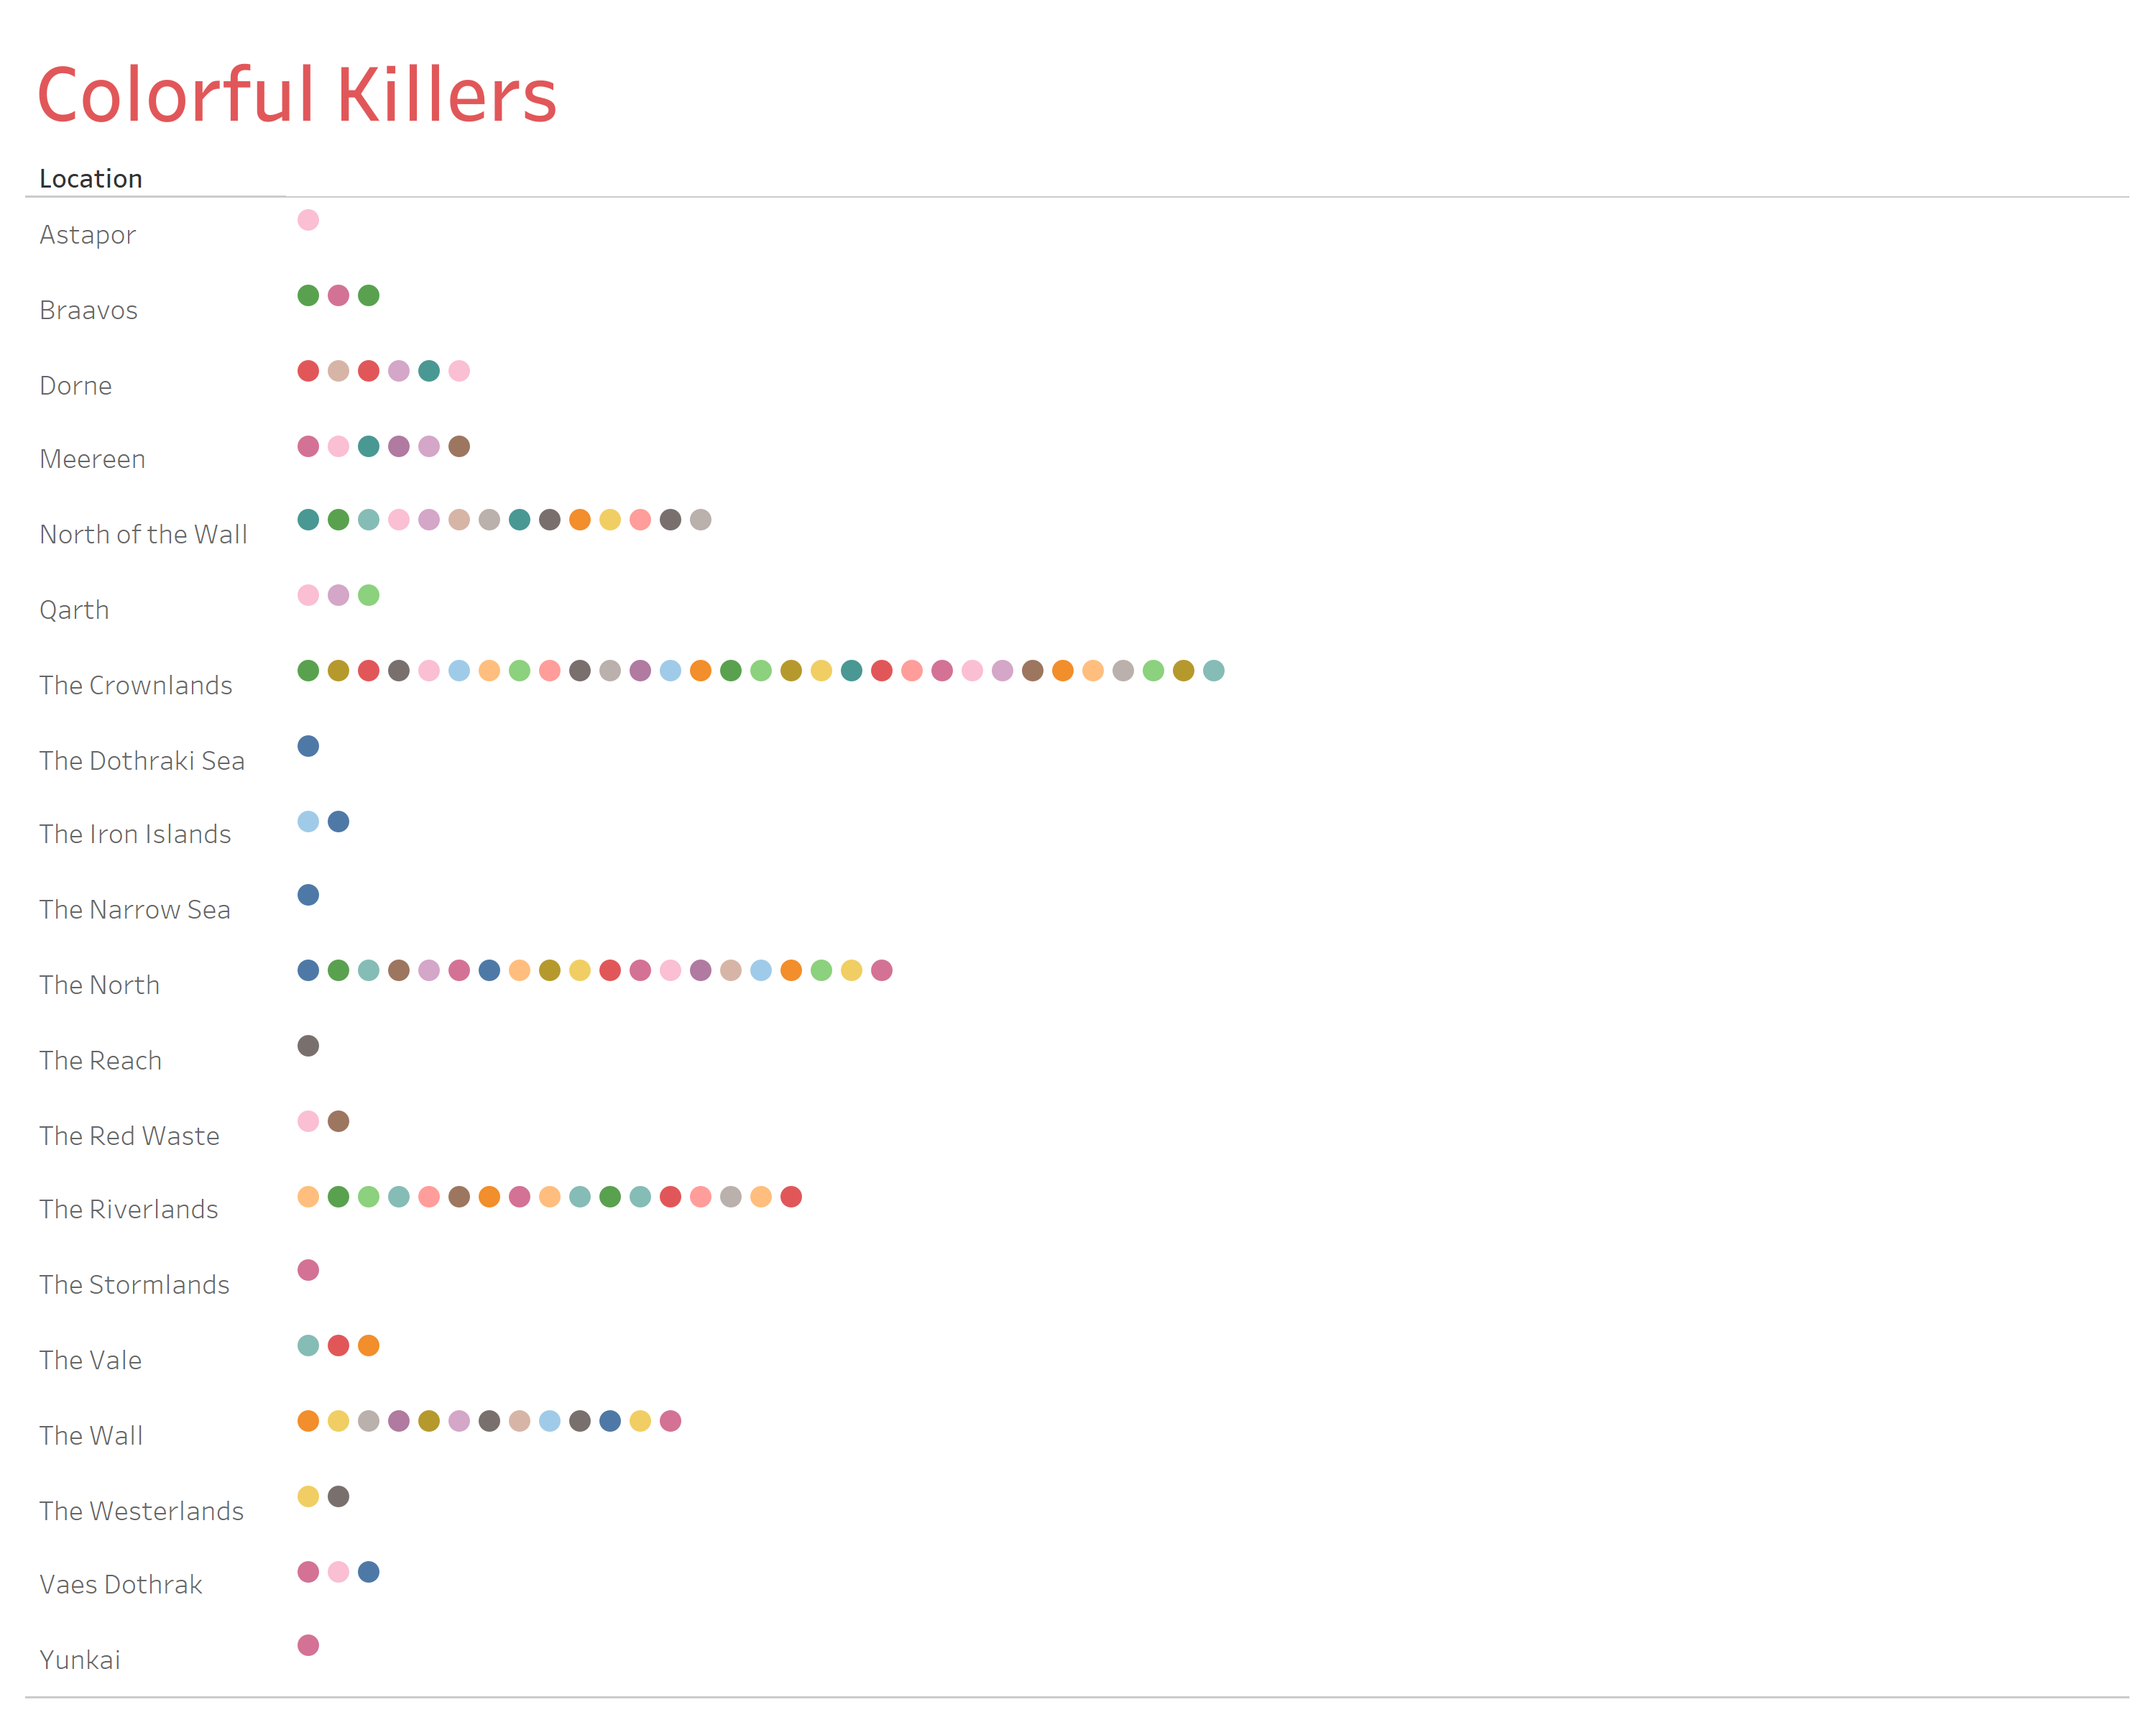 Colorful Killers
Location
Astapor
Braavos
Dorne
Meereen
North of the Wall
Qarth
The Crownlands
The Dothraki Sea
The Iron Islands
The Narrow Sea
The North
The Reach
The Red Waste
The Riverlands
The Stormlands
The Vale
The Wall
The Westerlands
Vaes Dothrak
Yunkai